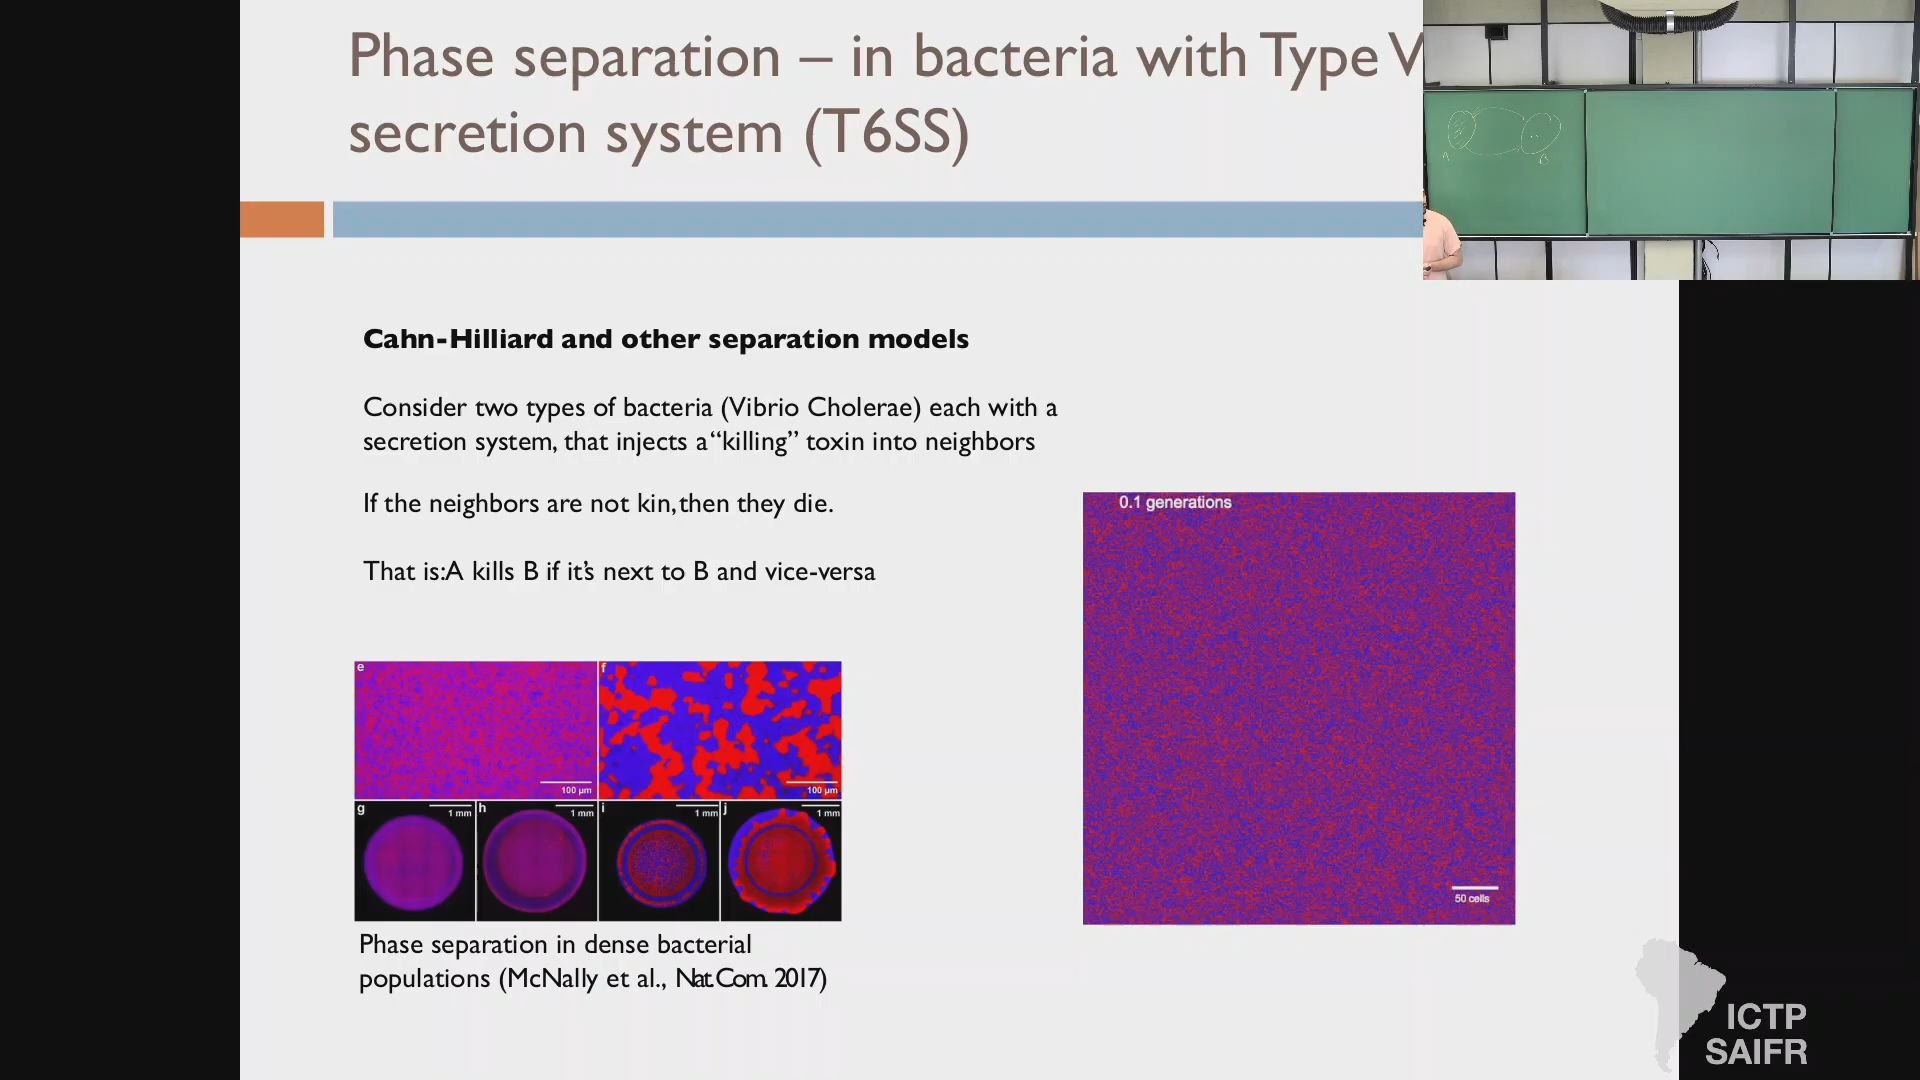 Phase separation – in bacteria with Type V
secretion system (T6SS)
Cahn-Hilliard and other separation models
Consider two types of bacteria (Vibrio Cholerae) each with a
secretion system, that injects a “killing” toxin into neighbors
If the neighbors are not kin, then they die.
That is: A kills B if it’s next to B and vice-versa
0.1 generations
50 cells
e
f
100 µm
100 µm
g
1 mm
h
1 mm
i
1 mm
j
1 mm
Phase separation in dense bacterial
populations (McNally et al., Nat. Com. 2017)
A
B
ICTP
SAIFR